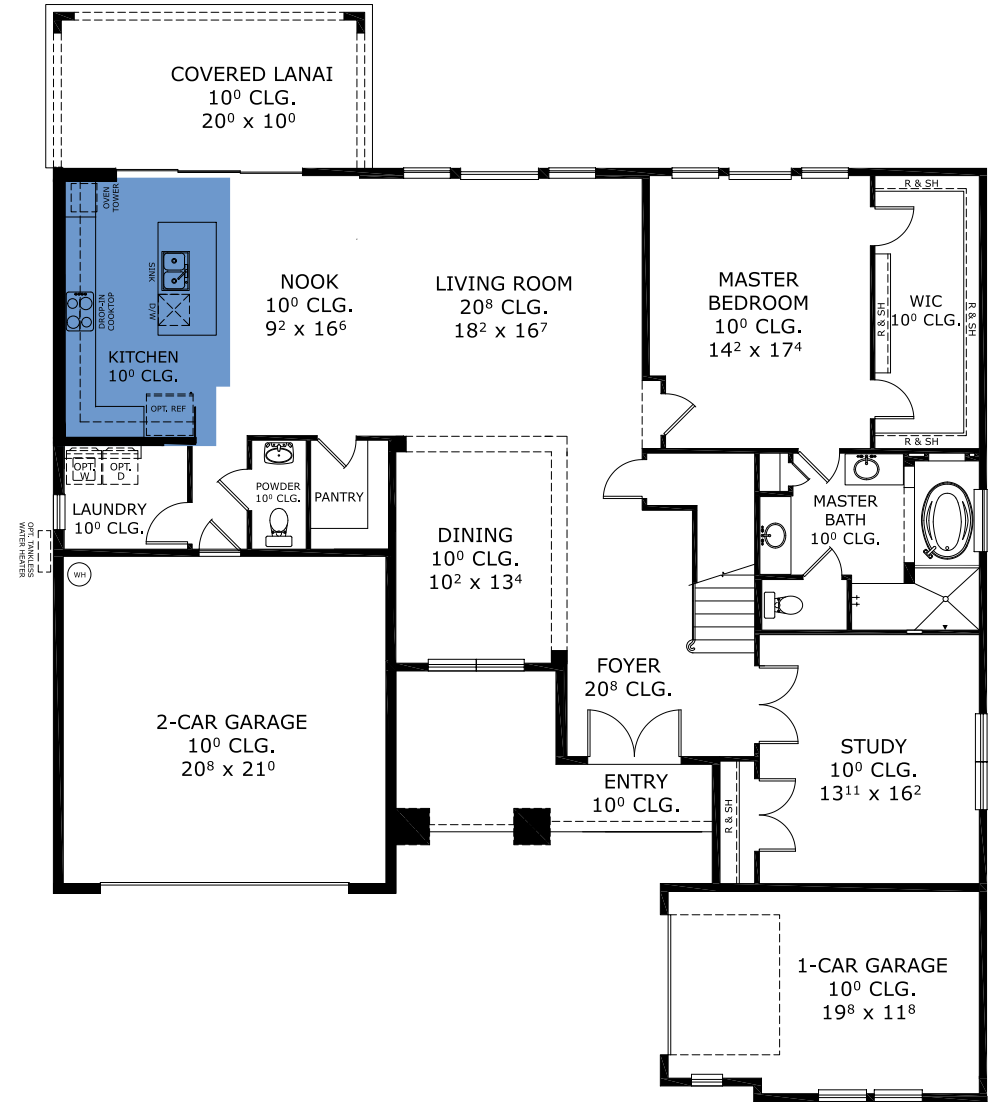 COVERED LANAI
10⁰ CLG.
20⁰ x 10⁰
OVEN
TOWER
SINK
D/W
DROP-IN
COOKTOP
KITCHEN
10⁰ CLG.
OPT. REF
NOOK
10⁰ CLG.
9² x 16⁶
LIVING ROOM
20⁸ CLG.
18² x 16⁷
MASTER
BEDROOM
10⁰ CLG.
14² x 17⁴
R & SH
WIC
10⁰ CLG.
R & SH
R & SH
R & SH
OPT.
W
OPT.
D
LAUNDRY
10⁰ CLG.
POWDER
10⁰ CLG.
PANTRY
OPT. TANKLESS
WATER HEATER
WH
DINING
10⁰ CLG.
10² x 13⁴
MASTER
BATH
10⁰ CLG.
FOYER
20⁸ CLG.
2-CAR GARAGE
10⁰ CLG.
20⁸ x 21⁰
ENTRY
10⁰ CLG.
R & SH
STUDY
10⁰ CLG.
13¹¹ x 16²
1-CAR GARAGE
10⁰ CLG.
19⁸ x 11⁸